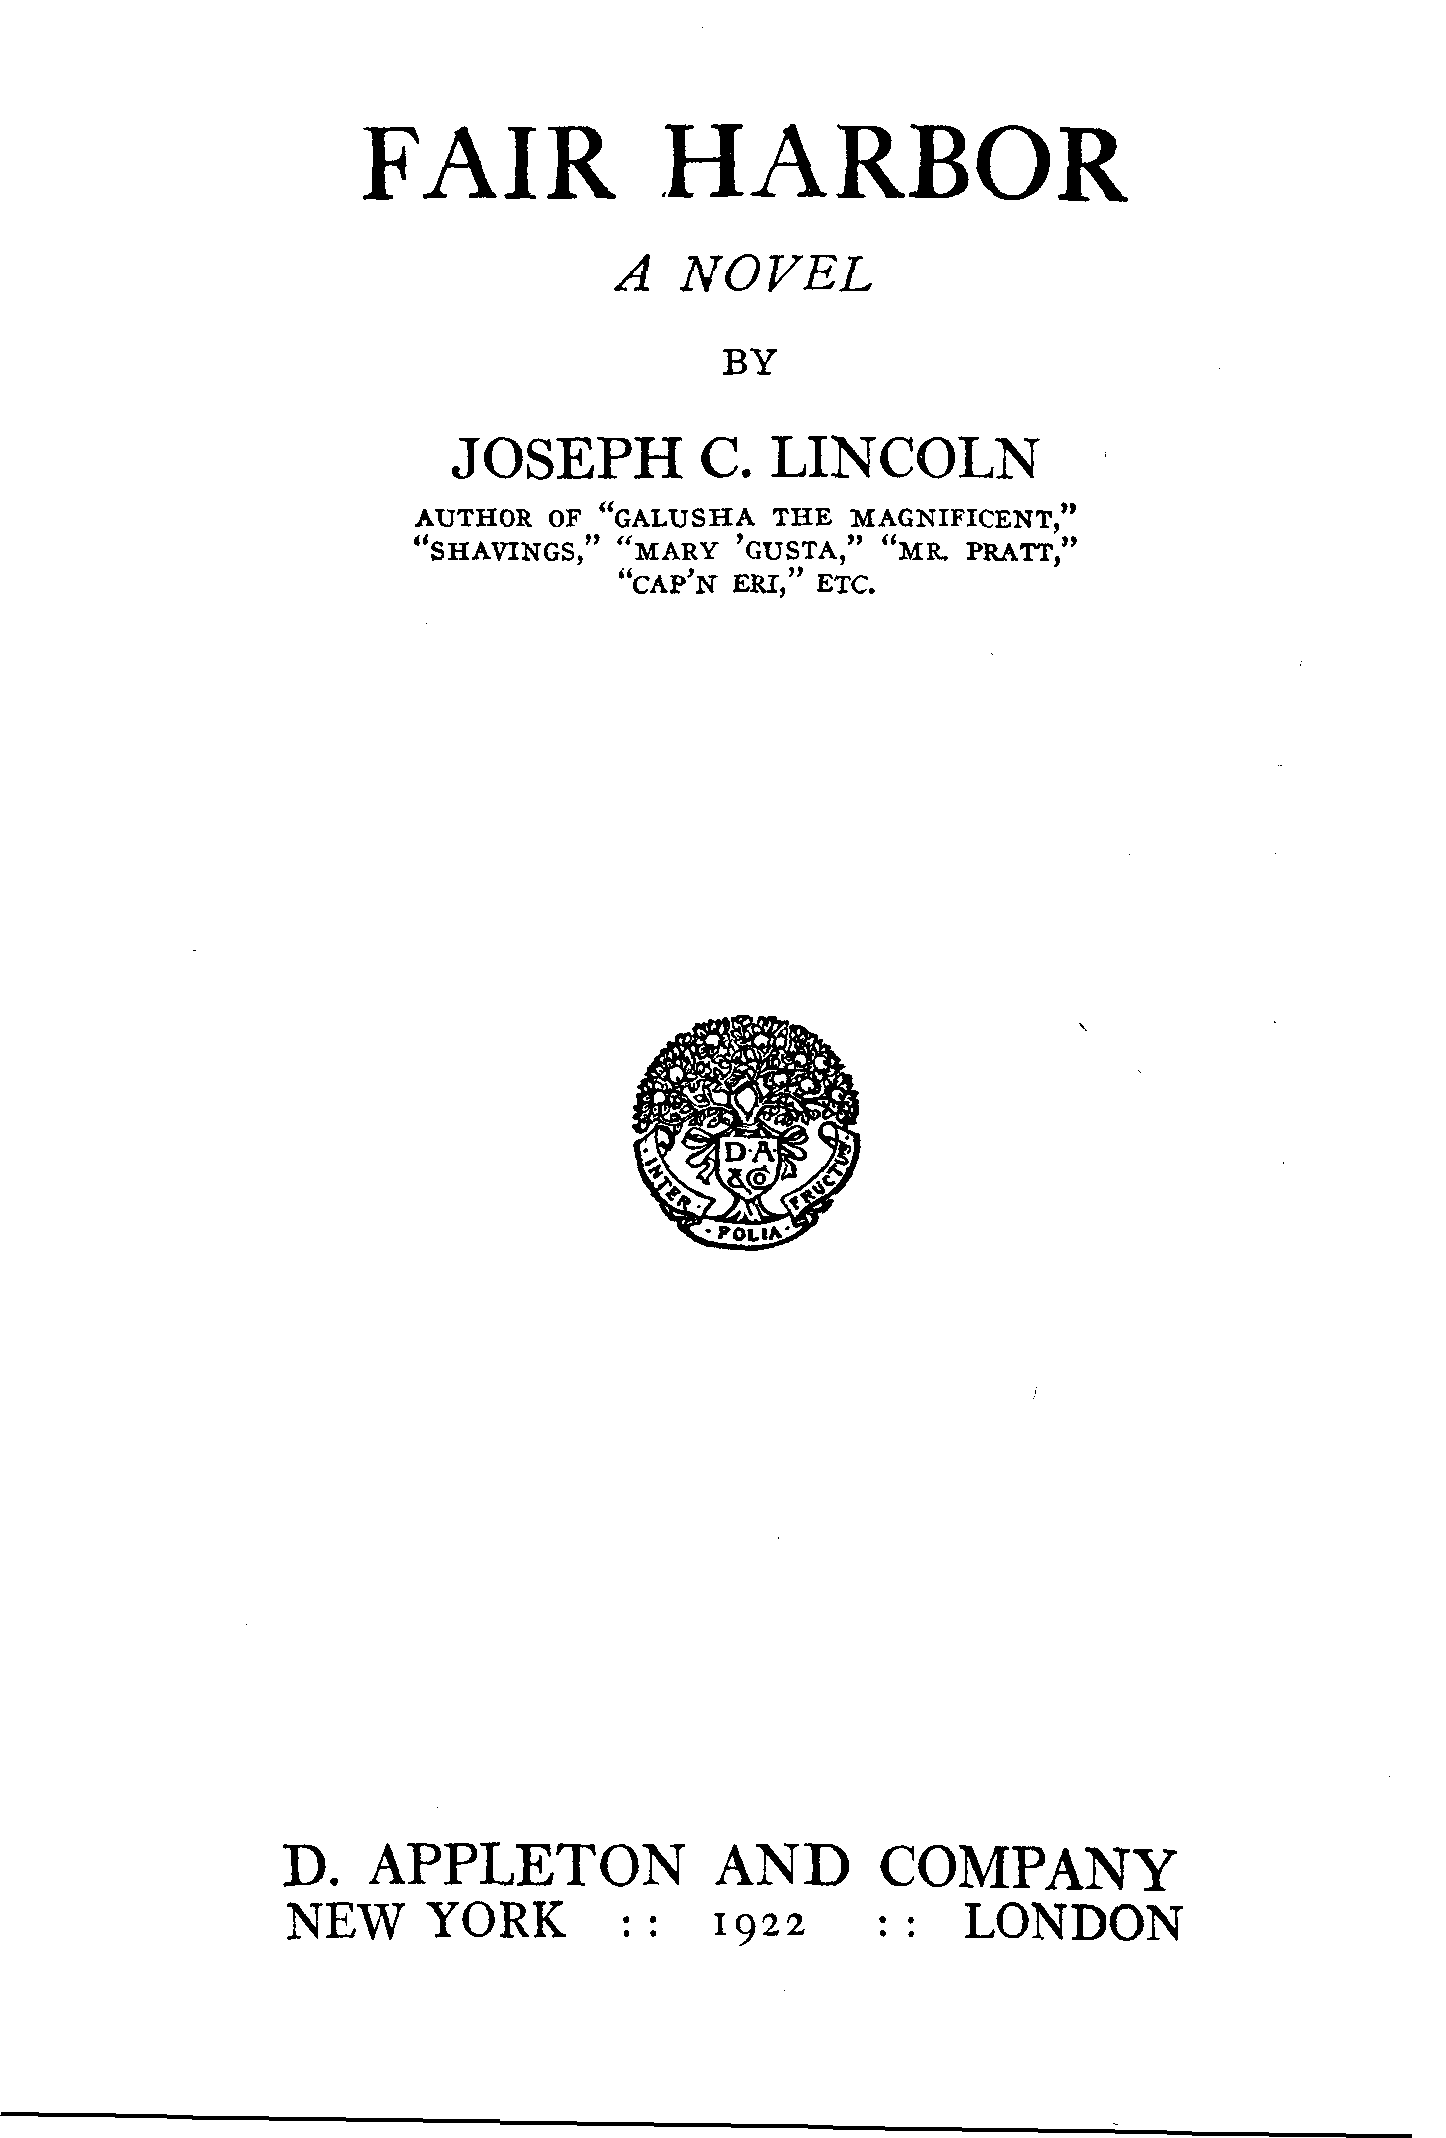 FAIR HARBOR
A NOVEL
BY
JOSEPH C. LINCOLN
AUTHOR OF "GALUSHA THE MAGNIFICENT,"
"SHAVINGS," "MARY 'GUSTA," "MR. PRATT,"
"CAP'N ERI," ETC.
D·A
& Co
·INTER·
·FOLIA·
FRUCTUS·
D. APPLETON AND COMPANY
NEW YORK :: 1922 :: LONDON